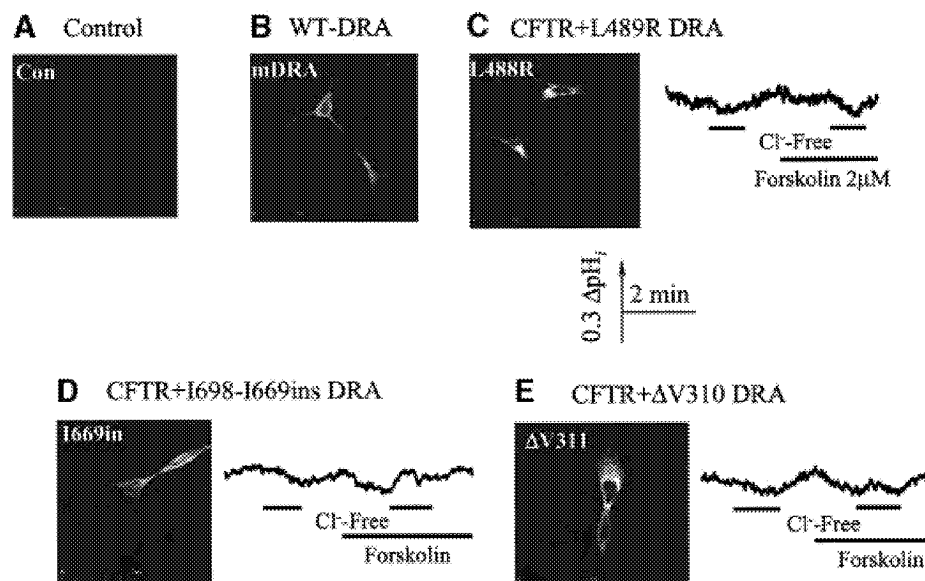 A Control
Con
B WT-DRA
mDRA
C CFTR+L489R DRA
L488R
Cl⁻-Free
Forskolin 2μM
0.3 ΔpHi
2 min
D CFTR+I698-I669ins DRA
I669in
Cl⁻-Free
Forskolin
E CFTR+ΔV310 DRA
ΔV311
Cl⁻-Free
Forskolin